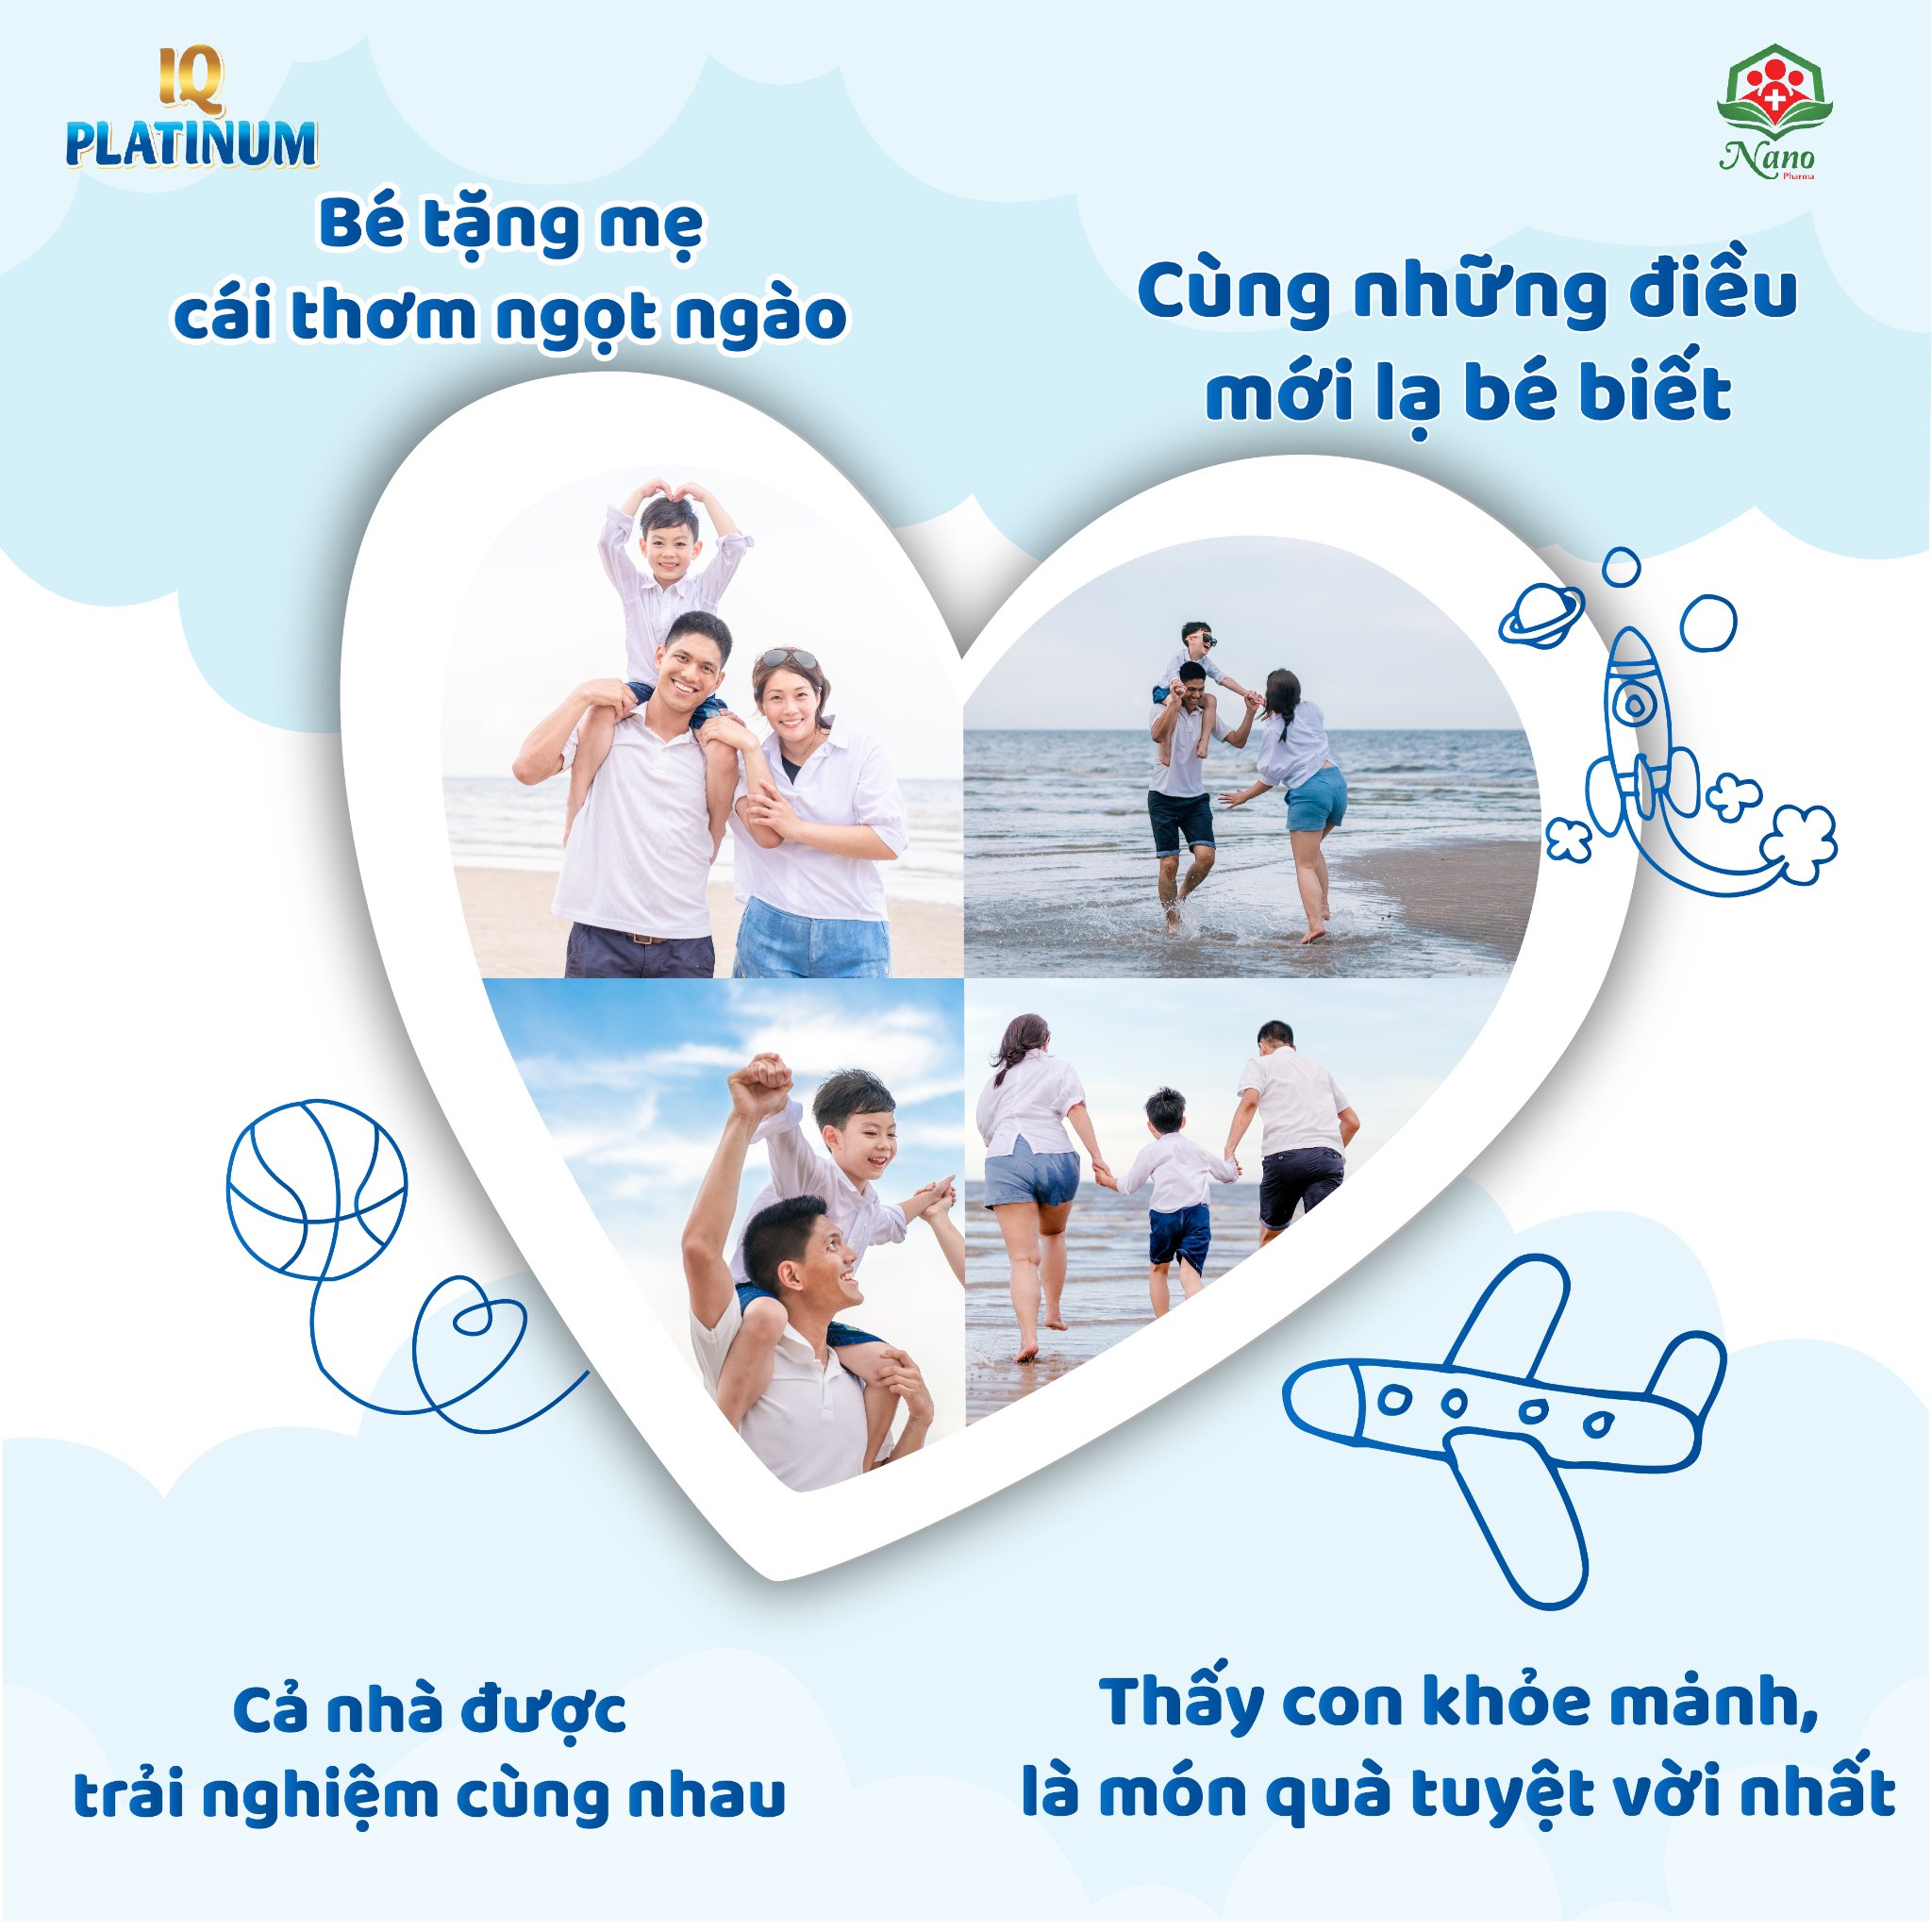 IQ
PLATINUM
Nano
Pharma
Bé tặng mẹ
cái thơm ngọt ngào
Cùng những điều
mới lạ bé biết
Cả nhà được
trải nghiệm cùng nhau
Thấy con khỏe mảnh,
là món quà tuyệt vời nhất